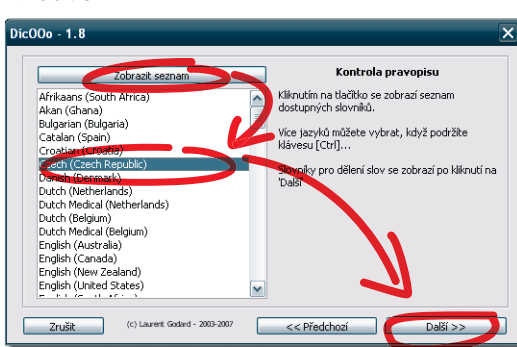 DicOOo - 1.8
Zobrazit seznam
Afrikaans (South Africa)
Akan (Ghana)
Bulgarian (Bulgaria)
Catalan (Spain)
Croatian (Croatia)
Czech (Czech Republic)
Danish (Denmark)
Dutch (Netherlands)
Dutch Medical (Netherlands)
Dutch (Belgium)
Dutch Medical (Belgium)
English (Australia)
English (Canada)
English (New Zealand)
English (United States)
Kontrola pravopisu
Kliknutím na tlačítko se zobrazí seznam
dostupných slovníků.
Více jazyků můžete vybrat, když podržíte
klávesu [Ctrl]...
Slovníky pro dělení slov se zobrazí po kliknutí na
'Další'
Zrušit
(c) Laurent Godard - 2003-2007
<< Předchozí
Další >>